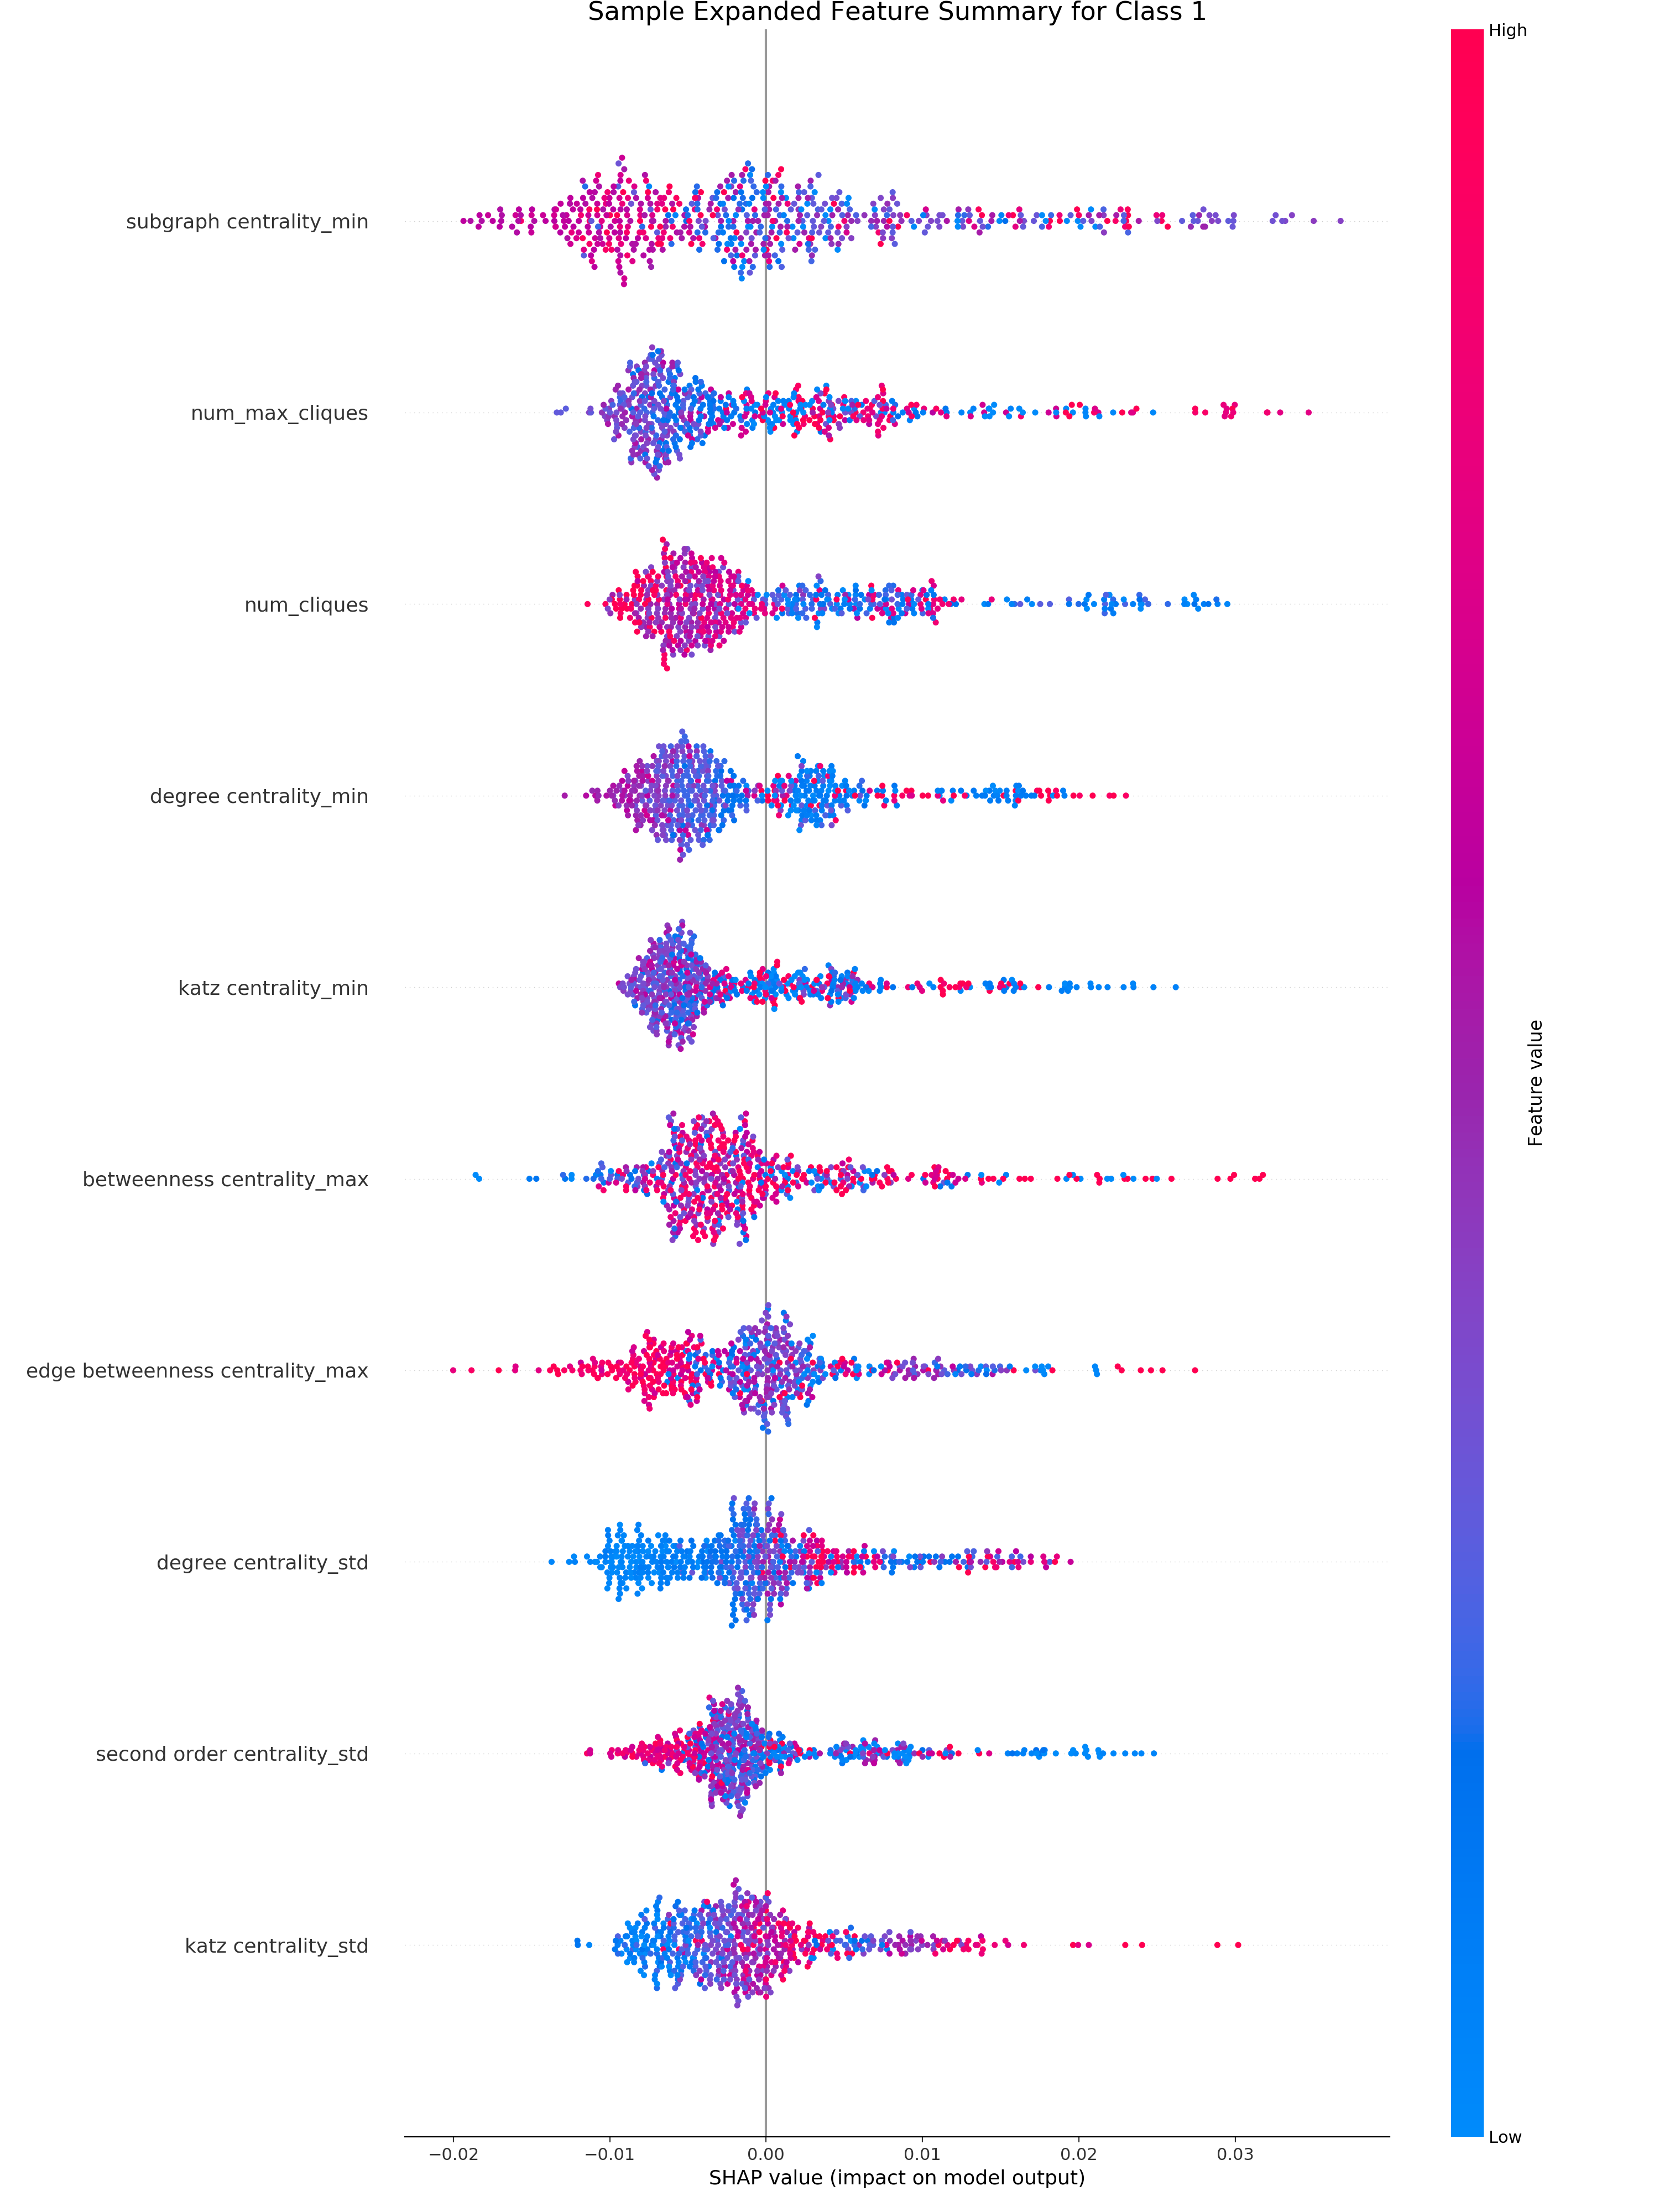 Sample Expanded Feature Summary for Class 1
High
subgraph centrality_min
num_max_cliques
num_cliques
degree centrality_min
katz centrality_min
betweenness centrality_max
edge betweenness centrality_max
degree centrality_std
second order centrality_std
katz centrality_std
Feature value
Low
−0.02 −0.01 0.00 0.01 0.02 0.03
SHAP value (impact on model output)